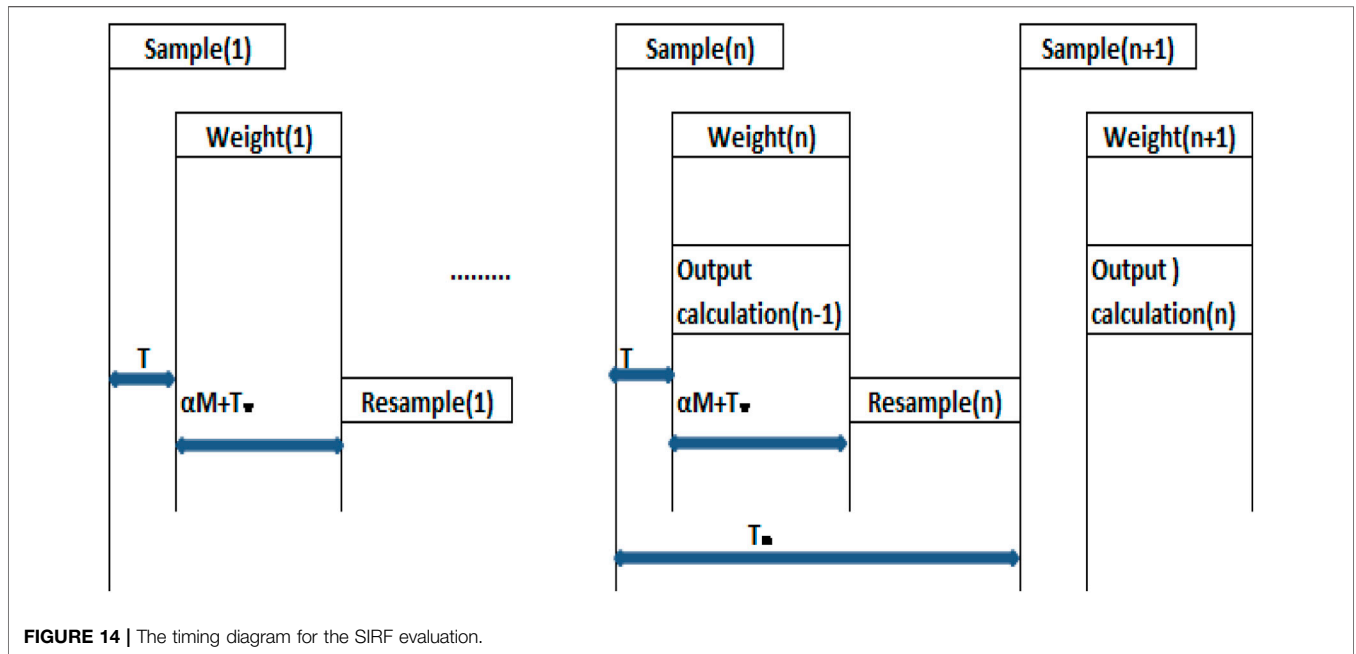 Sample(1)
Sample(n)
Sample(n+1)
Weight(1)
Weight(n)
Weight(n+1)
.........
Output
calculation(n-1)
Output )
calculation(n)
T
T
αM+T
Resample(1)
αM+T
Resample(n)
T
FIGURE 14 | The timing diagram for the SIRF evaluation.